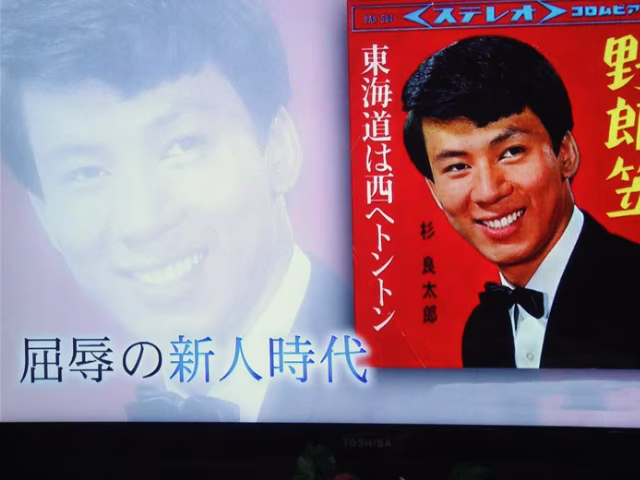 <ステレオ>
コロムビア
野郎笠
東海道は西へトントン
杉良太郎
屈辱の新人時代
TOSHIBA